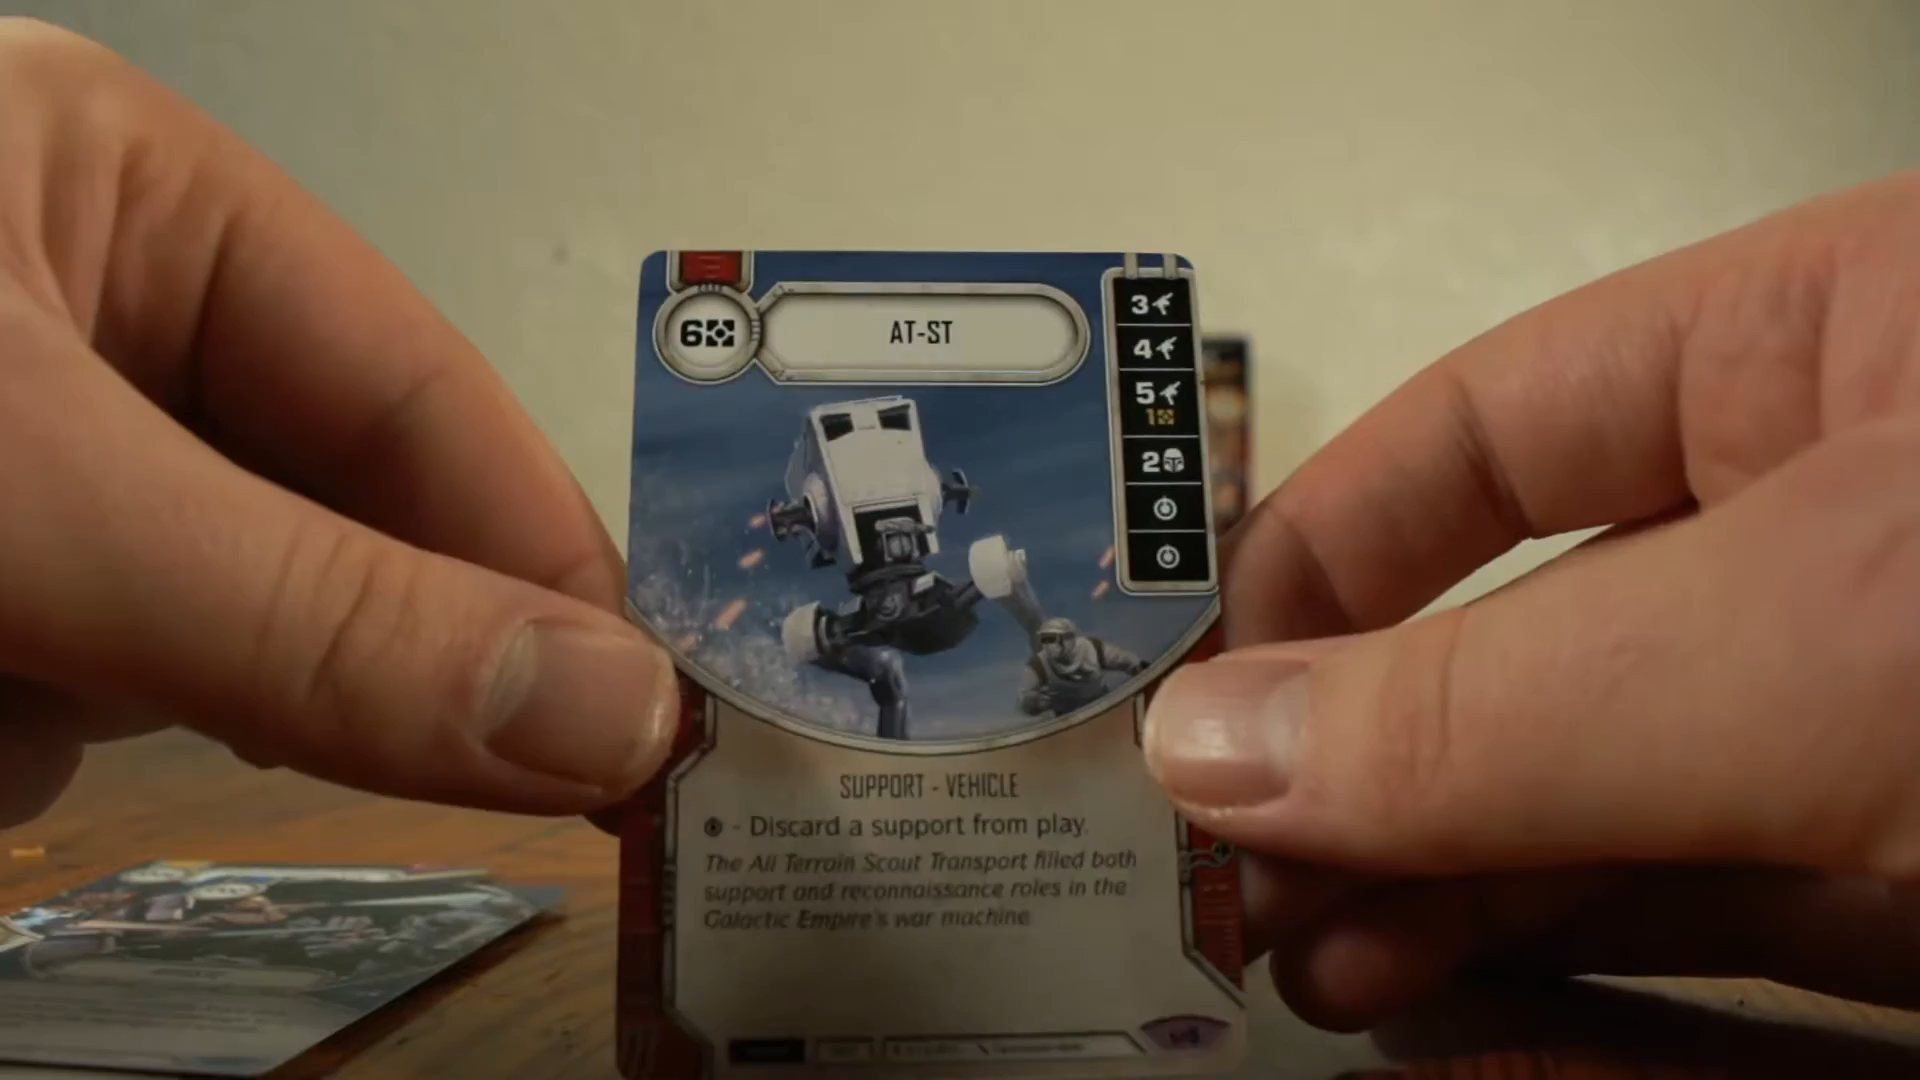 6
AT-ST
3
4
5
1
2
SUPPORT - VEHICLE
- Discard a support from play.
The All Terrain Scout Transport filled both
support and reconnaissance roles in the
Galactic Empire's war machine